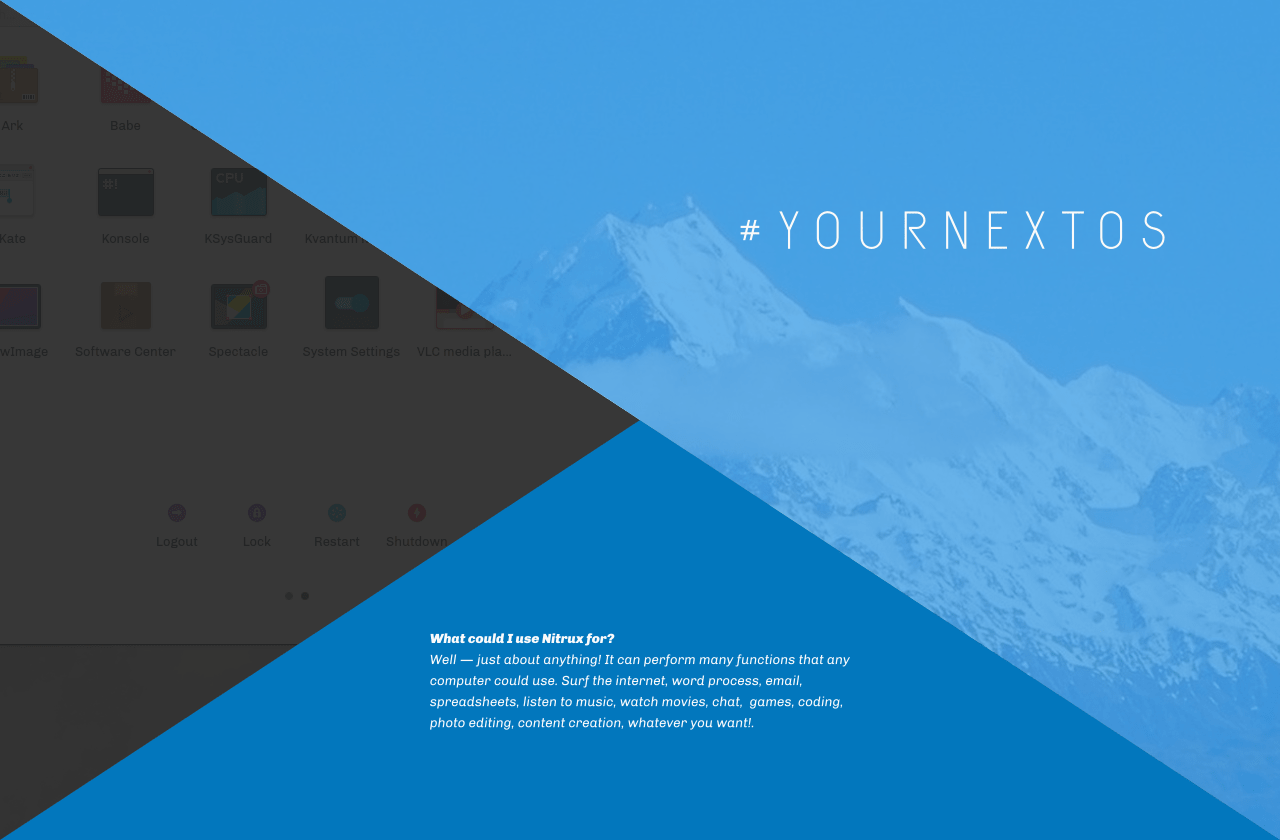 Ark
Babe
#!
CPU
Kate
Konsole
KSysGuard
Kvantum
#YOURNEXTOS
wImage
Software Center
Spectacle
System Settings
VLC media pla...
Logout
Lock
Restart
Shutdown
What could I use Nitrux for?
Well — just about anything! It can perform many functions that any
computer could use. Surf the internet, word process, email,
spreadsheets, listen to music, watch movies, chat,  games, coding,
photo editing, content creation, whatever you want!.